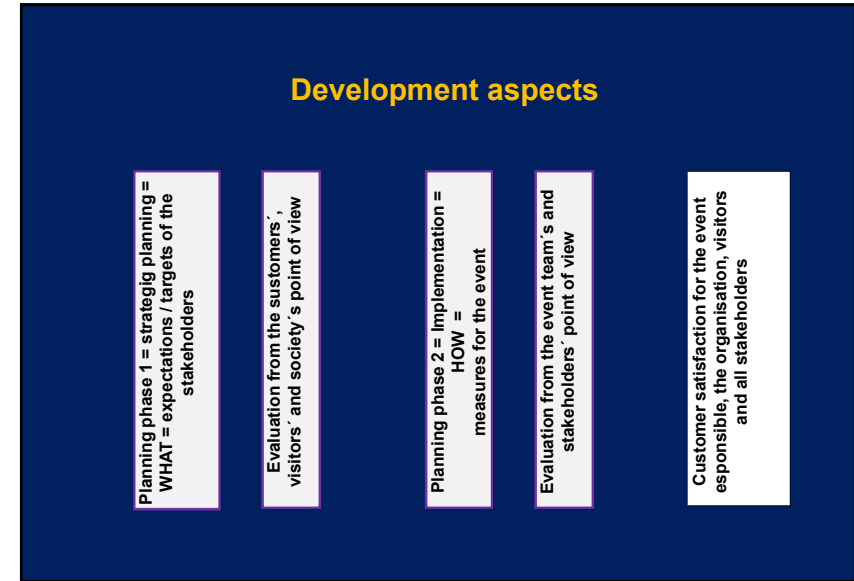 Development aspects
Planning phase 1 = strategig planning =
WHAT = expectations / targets of the
stakeholders
Evaluation from the sustomers´,
visitors´ and society´s point of view
Planning phase 2 = Implementation =
HOW =
measures for the event
Evaluation from the event team´s and
stakeholders´ point of view
Customer satisfaction for the event
esponsible, the organisation, visitors
and all stakeholders